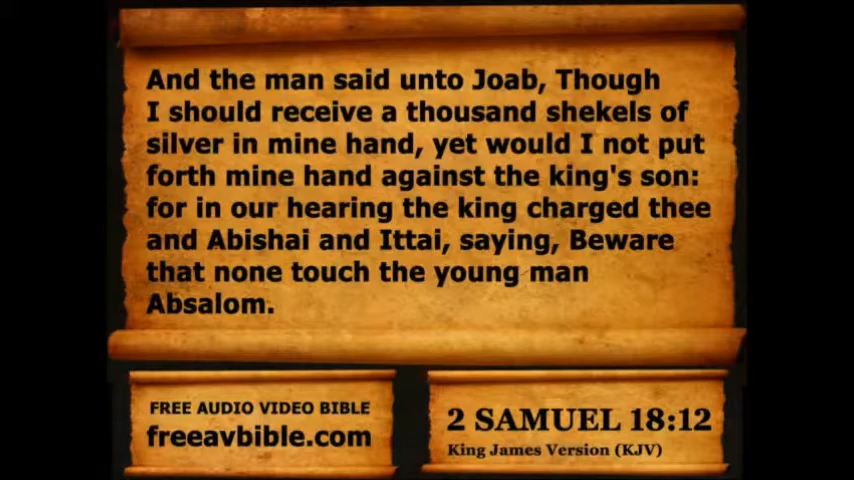 And the man said unto Joab, Though
I should receive a thousand shekels of
silver in mine hand, yet would I not put
forth mine hand against the king's son:
for in our hearing the king charged thee
and Abishai and Ittai, saying, Beware
that none touch the young man
Absalom.
FREE AUDIO VIDEO BIBLE
freeavbible.com
2 SAMUEL 18:12
King James Version (KJV)